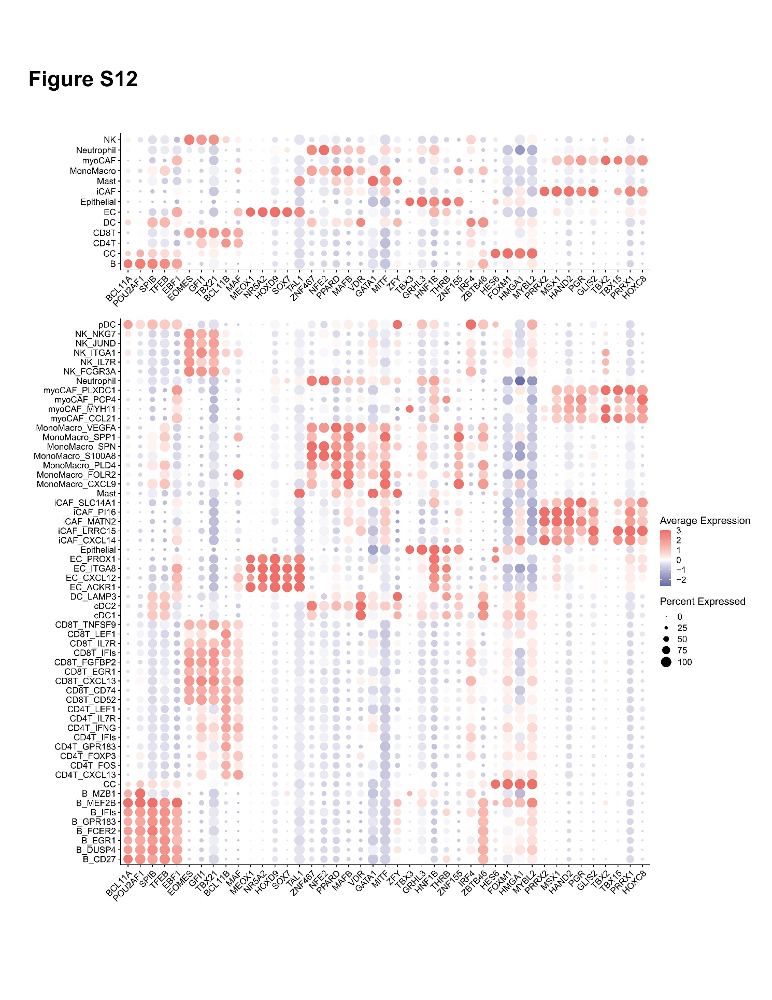 Figure S12
NK
Neutrophil
myoCAF
MonoMacro
Mast
iCAF
Epithelial
EC
DC
CD8T
CD4T
CC
B
BCL11A POU2AF1 SPIB TFEB EBF1 EOMES GFI1 TBX21 BCL11B MAF MEOX1 NR5A2 HOXD9 SOX7 TAL1 ZNF467 NFE2 PPARD MAFB VDR GATA1 MITF ZFY TBX3 GRHL3 HNF1B THRB ZNF155 IRF4 ZBTB46 HES6 FOXM1 HMGA1 MYBL2 PRRX2 MSX1 HAND2 PGR GLIS2 TBX2 TBX15 PRRX1 HOXC8
pDC
NK_NKG7
NK_JUND
NK_ITGA1
NK_IL7R
NK_FCGR3A
Neutrophil
myoCAF_PLXDC1
myoCAF_PCP4
myoCAF_MYH11
myoCAF_CCL21
MonoMacro_VEGFA
MonoMacro_SPP1
MonoMacro_SPN
MonoMacro_S100A8
MonoMacro_PLD4
MonoMacro_FOLR2
MonoMacro_CXCL9
Mast
iCAF_SLC14A1
iCAF_PI16
iCAF_MATN2
iCAF_LRRC15
iCAF_CXCL14
Epithelial
EC_PROX1
EC_ITGA8
EC_CXCL12
EC_ACKR1
DC_LAMP3
cDC2
cDC1
CD8T_TNFSF9
CD8T_LEF1
CD8T_IL7R
CD8T_IFIs
CD8T_FGFBP2
CD8T_EGR1
CD8T_CXCL13
CD8T_CD74
CD8T_CD52
CD4T_LEF1
CD4T_IL7R
CD4T_IFNG
CD4T_IFIs
CD4T_GPR183
CD4T_FOXP3
CD4T_FOS
CD4T_CXCL13
CC
B_MZB1
B_MEF2B
B_IFIs
B_GPR183
B_FCER2
B_EGR1
B_DUSP4
B_CD27
BCL11A POU2AF1 SPIB TFEB EBF1 EOMES GFI1 TBX21 BCL11B MAF MEOX1 NR5A2 HOXD9 SOX7 TAL1 ZNF467 NFE2 PPARD MAFB VDR GATA1 MITF ZFY TBX3 GRHL3 HNF1B THRB ZNF155 IRF4 ZBTB46 HES6 FOXM1 HMGA1 MYBL2 PRRX2 MSX1 HAND2 PGR GLIS2 TBX2 TBX15 PRRX1 HOXC8
Average Expression
3
2
1
0
−1
−2
Percent Expressed
0
25
50
75
100